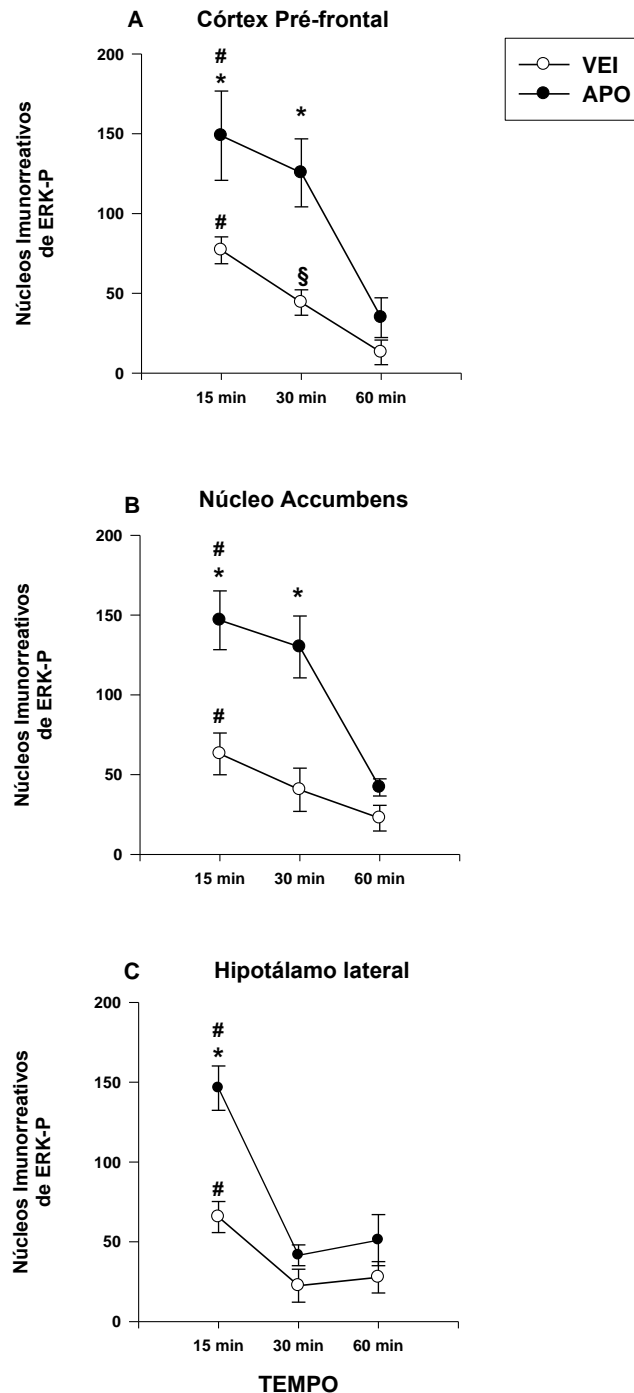 A Córtex Pré-frontal
VEI
APO
Núcleos Imunorreativos
de ERK-P
200
150
100
50
0
#
*
*
#
§
15 min 30 min 60 min
B Núcleo Accumbens
Núcleos Imunorreativos
de ERK-P
200
150
100
50
0
#
*
*
#
15 min 30 min 60 min
C Hipotálamo lateral
Núcleos Imunorreativos
de ERK-P
200
150
100
50
0
#
*
#
15 min 30 min 60 min
TEMPO